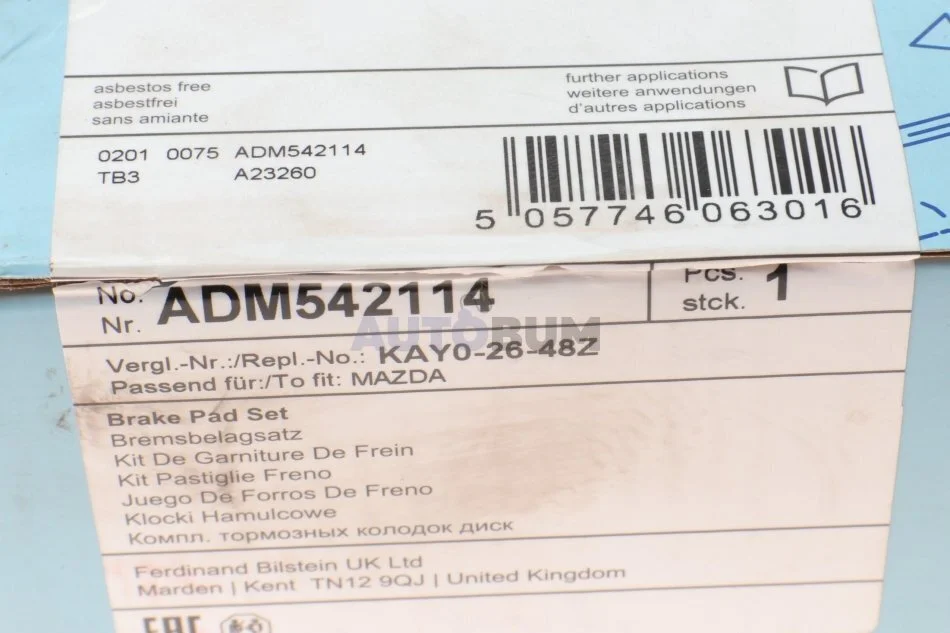 asbestos free
asbestfrei
sans amiante
further applications
weitere anwendungen
d'autres applications
0201 0075 ADM542114
TB3 A23260
5 057746 063016
No. ADM542114
Nr.
Pcs. 1
stck.
AUTOBUM
Vergl.-Nr.:/Repl.-No.: KAY0-26-48Z
Passend für:/To fit: MAZDA
Brake Pad Set
Bremsbelagsatz
Kit De Garniture De Frein
Kit Pastiglie Freno
Juego De Forros De Freno
Klocki Hamulcowe
Компл. тормозных колодок диск
Ferdinand Bilstein UK Ltd
Marden | Kent TN12 9QJ | United Kingdom
EAC